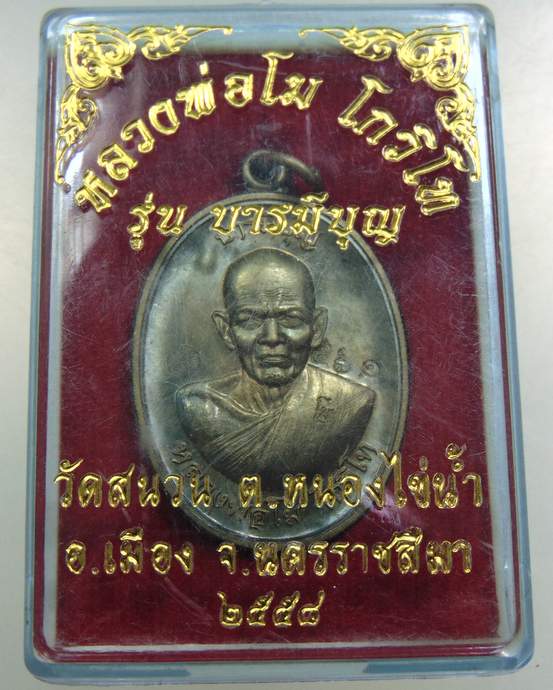 หลวงพ่อโม โกวิโท
รุ่น บารมีบุญ
วัดสนวน ต.หนองไข่น้ำ
อ.เมือง จ.นครราชสีมา
๒๕๕๘